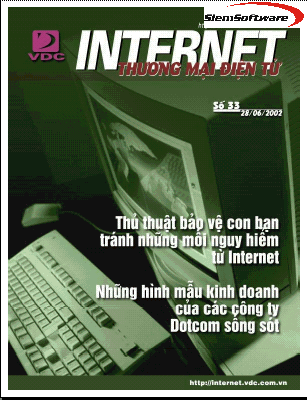 SiemSoftware
VDC
INTERNET
THƯƠNG MẠI ĐIỆN TỬ
Số 33
28/06/2002
Thủ thuật bảo vệ con bạn
tránh những mối nguy hiểm
từ Internet
Những hình mẫu kinh doanh
của các công ty
Dotcom sống sót
http://internet.vdc.com.vn